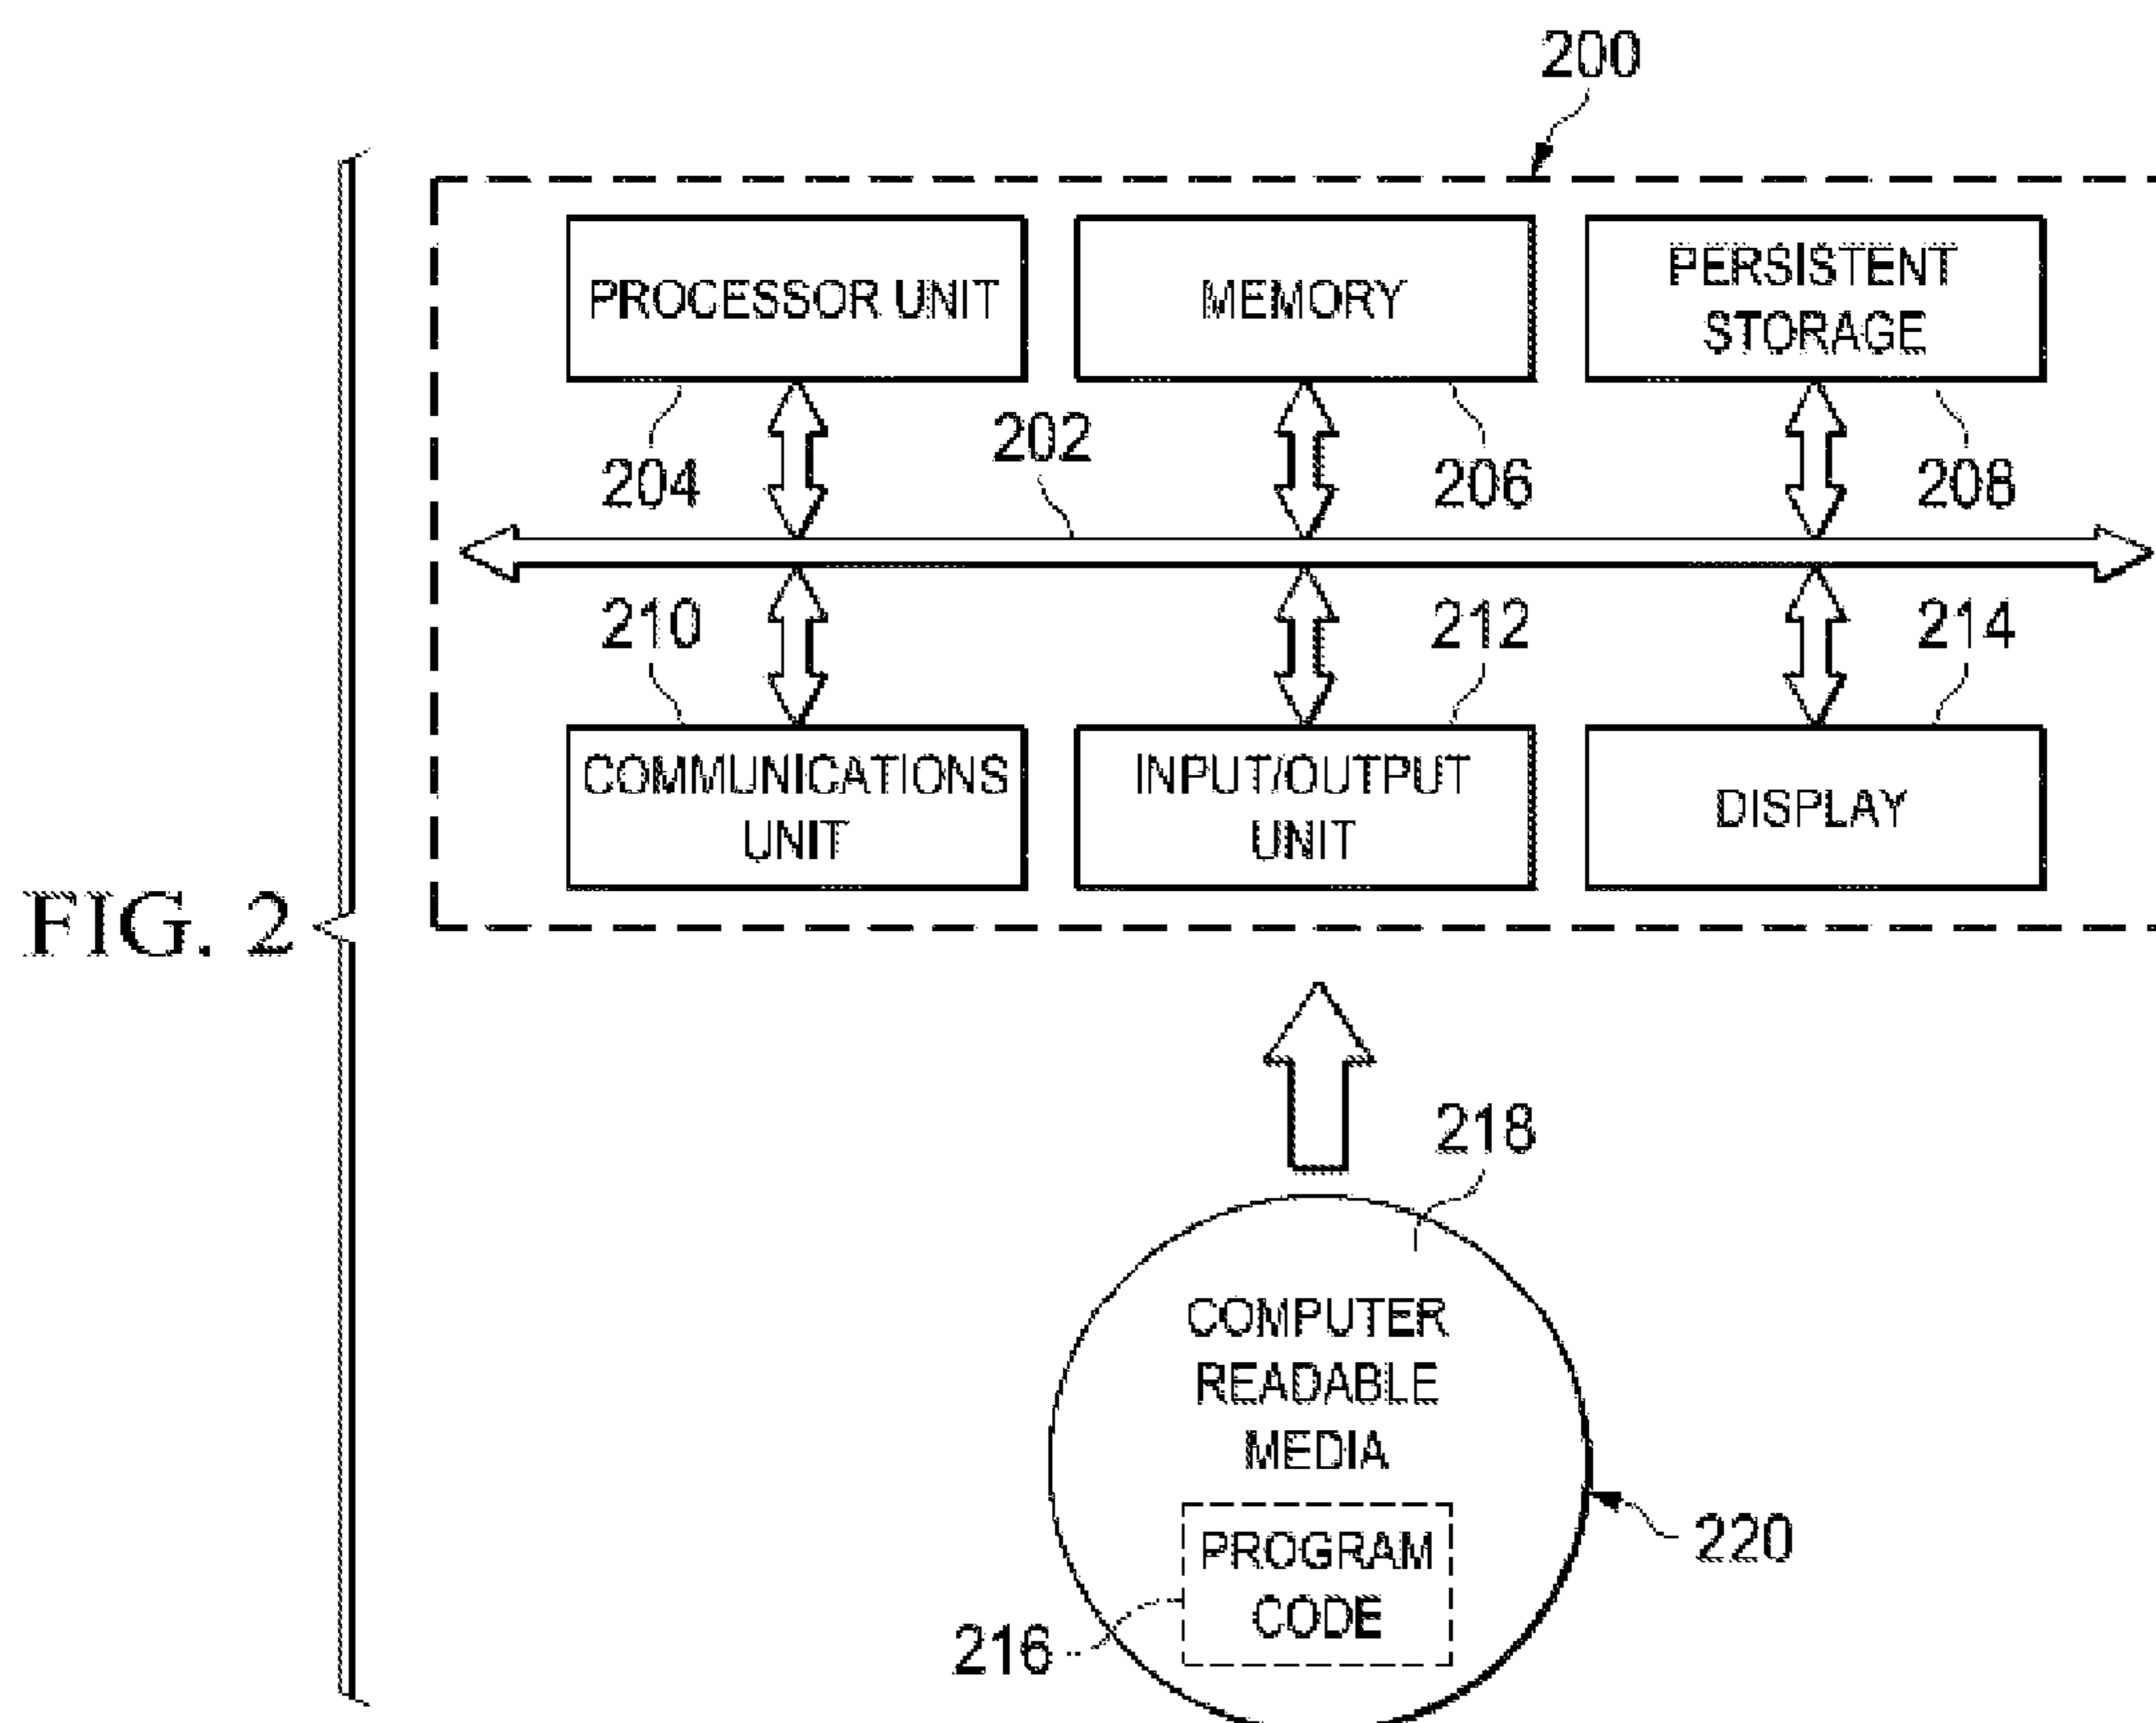 200
PROCESSOR UNIT
MEMORY
PERSISTENT
STORAGE
204
202
206
208
210
212
214
COMMUNICATIONS
UNIT
INPUT/OUTPUT
UNIT
DISPLAY
FIG. 2
218
COMPUTER
READABLE
MEDIA
PROGRAM
CODE
220
216